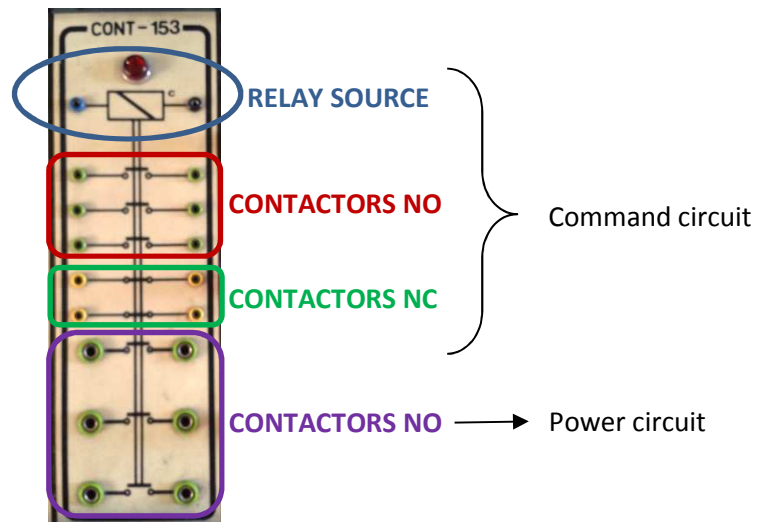 CONT-153
C
RELAY SOURCE
CONTACTORS NO
Command circuit
CONTACTORS NC
CONTACTORS NO
Power circuit